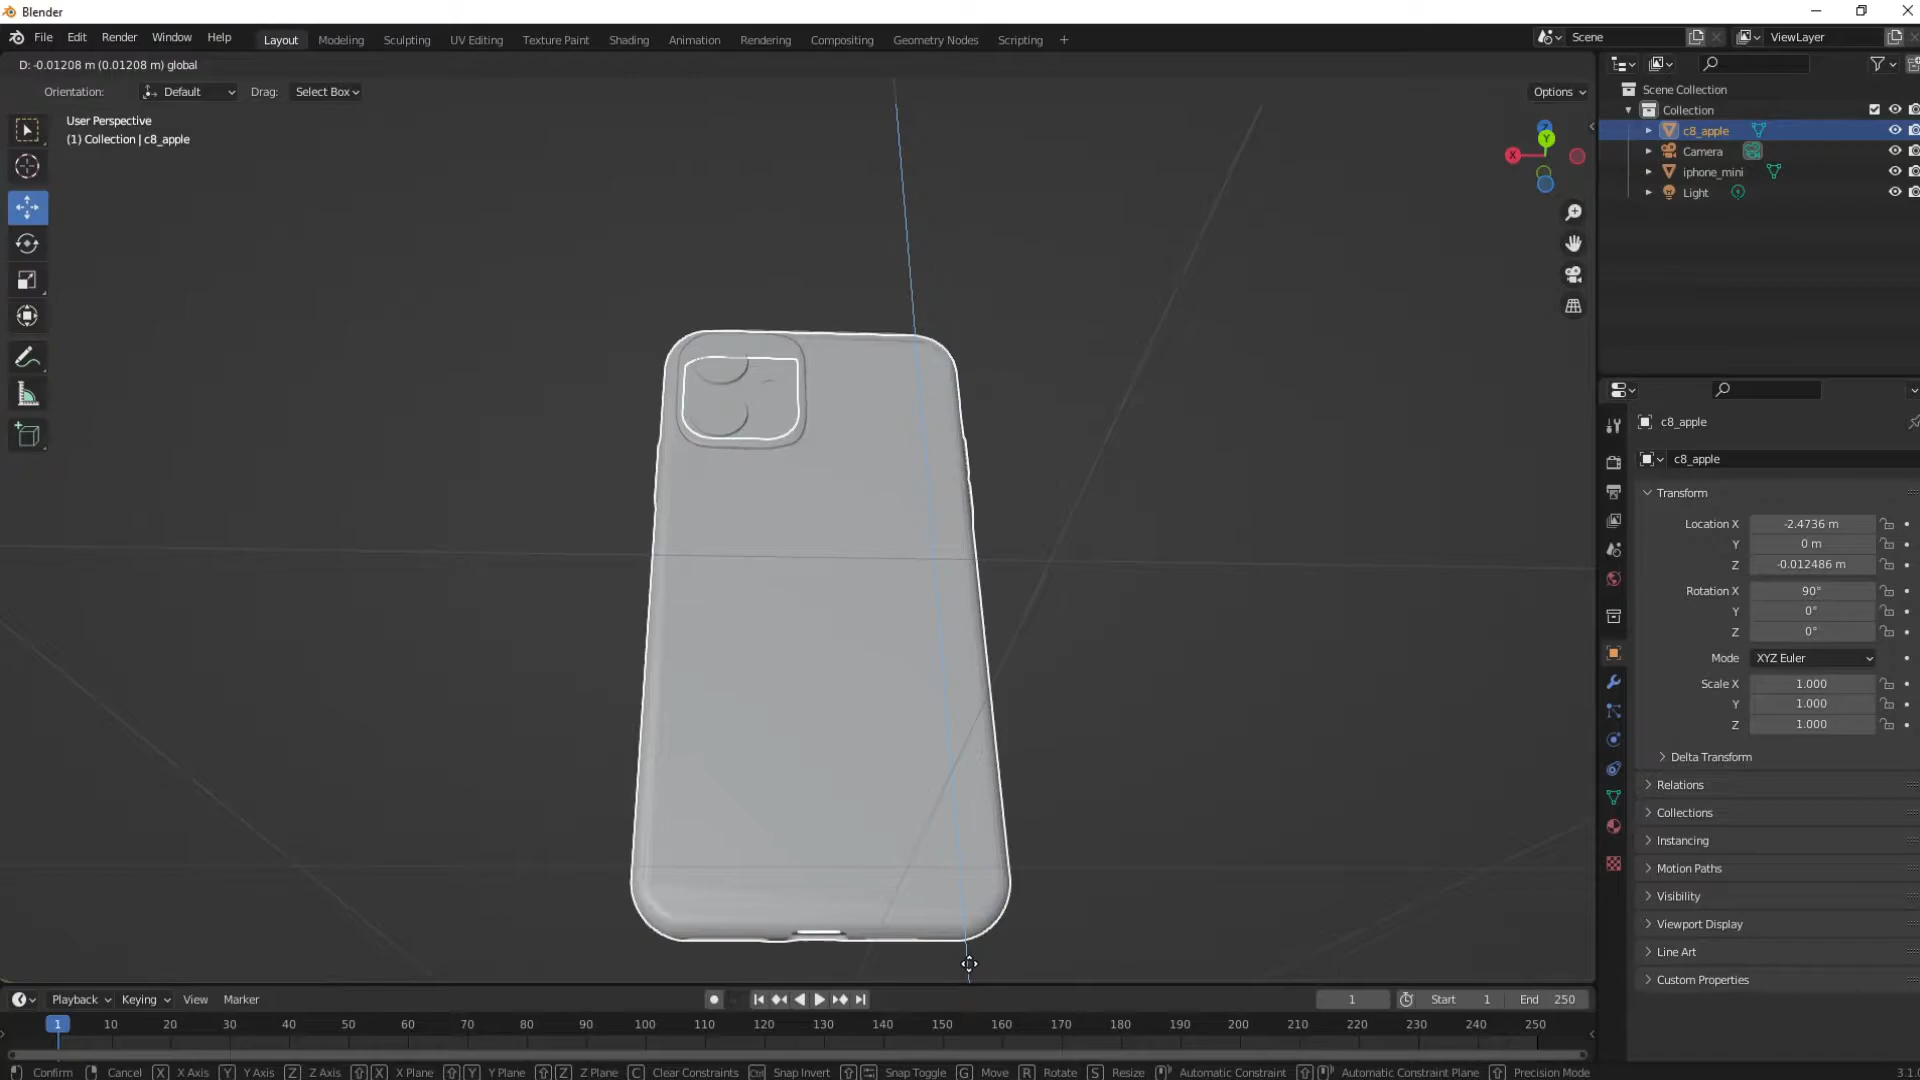 Blender
File Edit Render Window Help
Layout Modeling Sculpting UV Editing Texture Paint Shading Animation Rendering Compositing Geometry Nodes Scripting +
Scene
ViewLayer
D: -0.01208 m (0.01208 m) global
Orientation: Default Drag: Select Box
Options
User Perspective
(1) Collection | c8_apple
Y
X
Scene Collection
Collection
c8_apple
Camera
iphone_mini
Light
c8_apple
c8_apple
Transform
Location X -2.4736 m
Y 0 m
Z -0.012486 m
Rotation X 90°
Y 0°
Z 0°
Mode XYZ Euler
Scale X 1.000
Y 1.000
Z 1.000
Delta Transform
Relations
Collections
Instancing
Motion Paths
Visibility
Viewport Display
Line Art
Custom Properties
Playback Keying View Marker
1 Start 1 End 250
1 10 20 30 40 50 60 70 80 90 100 110 120 130 140 150 160 170 180 190 200 210 220 230 240 250
Confirm Cancel X X Axis Y Y Axis Z Z Axis X X Plane Y Y Plane Z Z Plane C Clear Constraints Ctrl Snap Invert Snap Toggle G Move R Rotate S Resize Automatic Constraint Automatic Constraint Plane Precision Mode